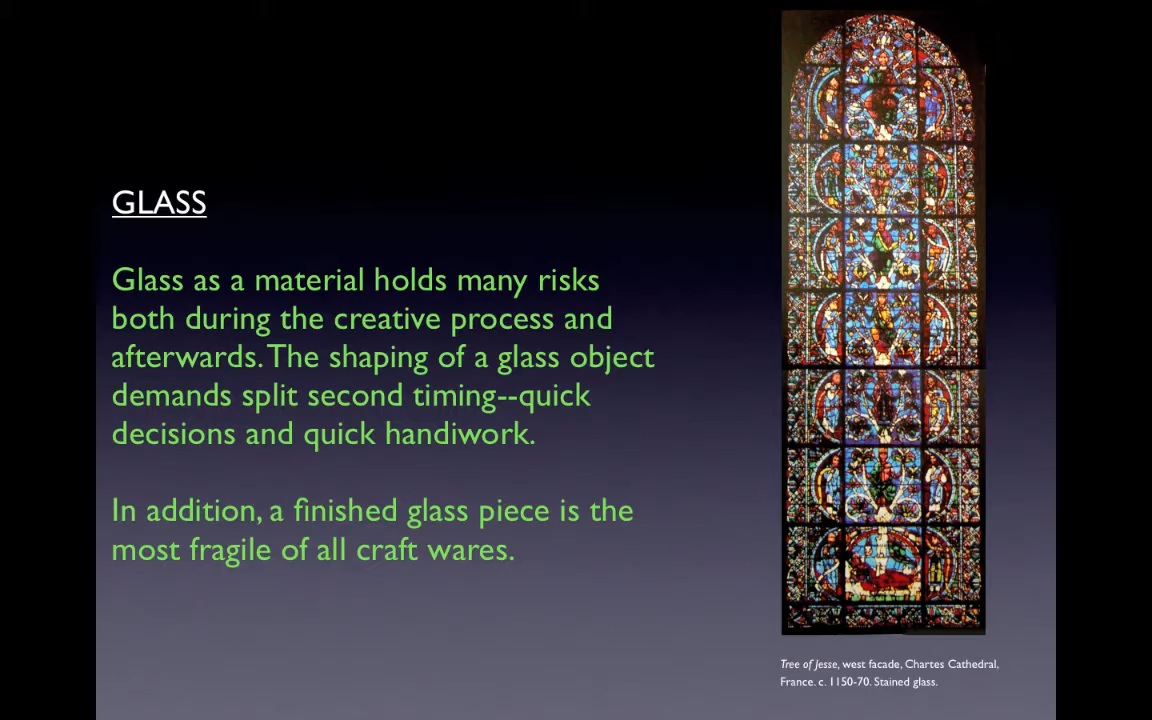 GLASS
Glass as a material holds many risks
both during the creative process and
afterwards. The shaping of a glass object
demands split second timing--quick
decisions and quick handiwork.
In addition, a finished glass piece is the
most fragile of all craft wares.
Tree of Jesse, west facade, Chartes Cathedral,
France. c. 1150-70. Stained glass.